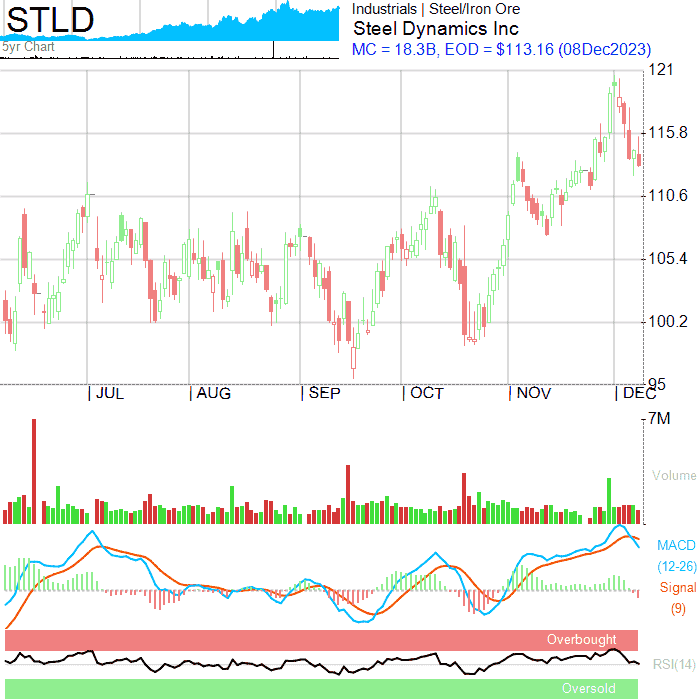 STLD
5yr Chart
Industrials | Steel/Iron Ore
Steel Dynamics Inc
MC = 18.3B, EOD = $113.16 (08Dec2023)
121
115.8
110.6
105.4
100.2
95
JUL AUG SEP OCT NOV DEC
7M
Volume
MACD
(12-26)
Signal
(9)
Overbought
RSI(14)
Oversold